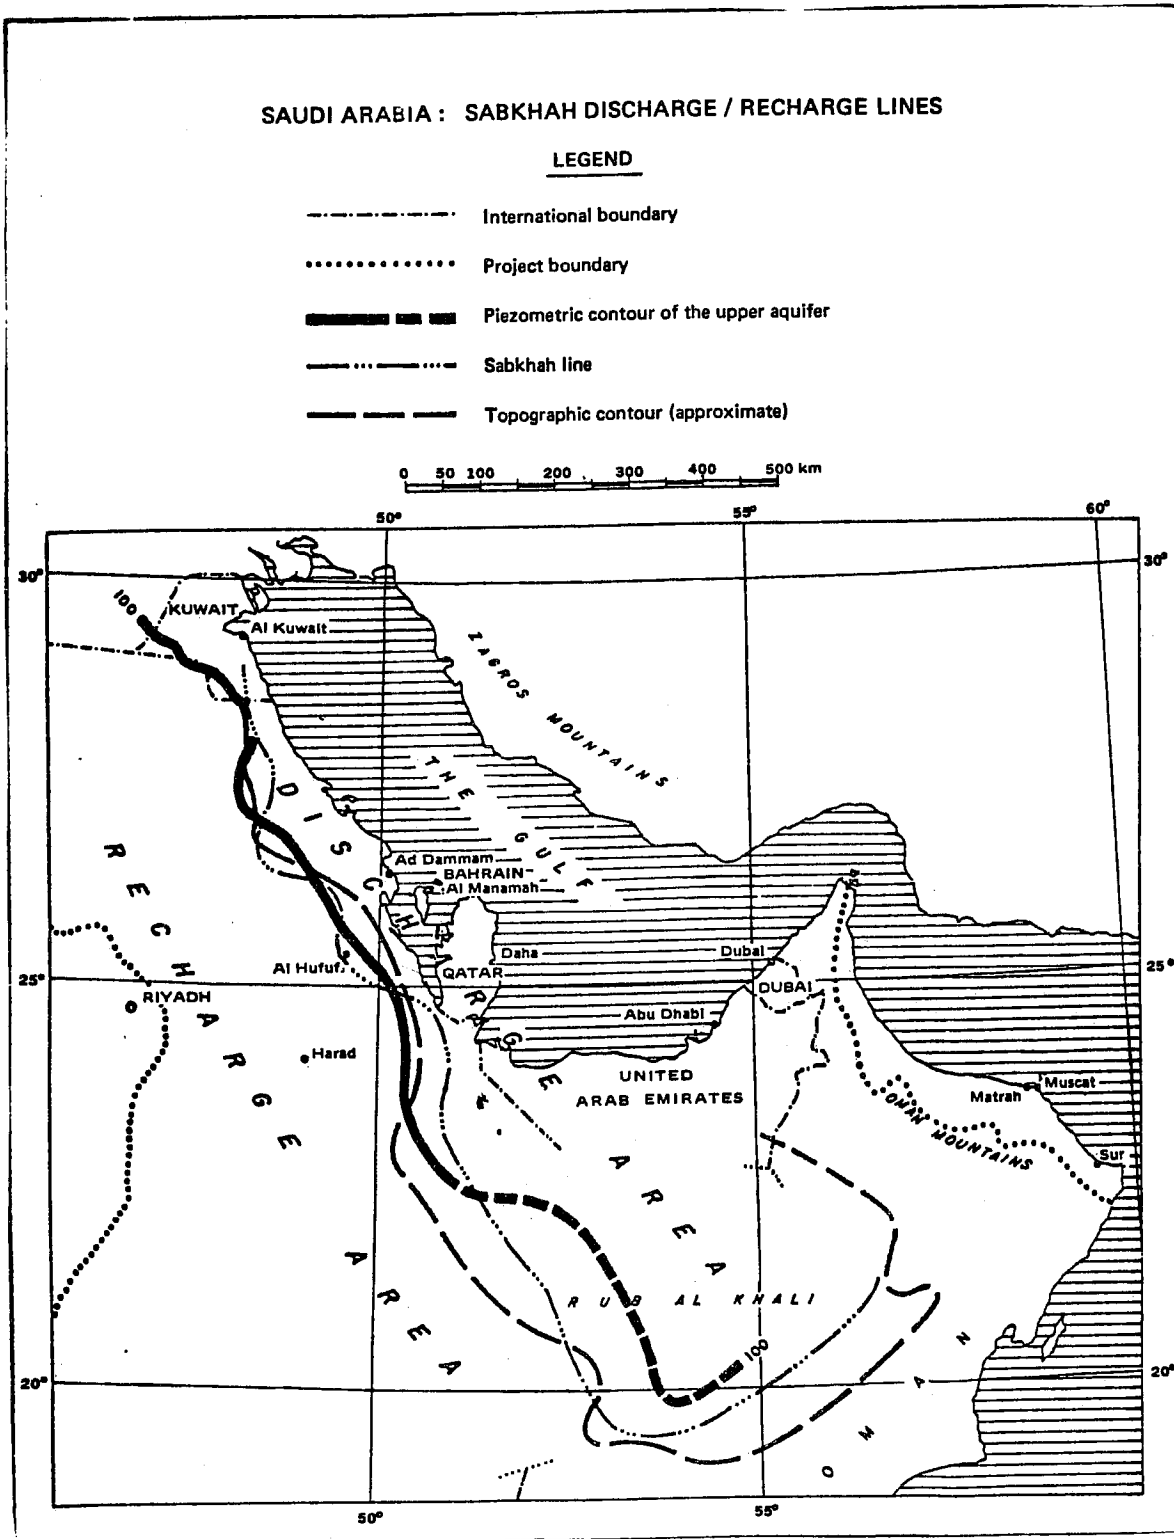 SAUDI ARABIA : SABKHAH DISCHARGE / RECHARGE LINES
LEGEND
International boundary
Project boundary
Piezometric contour of the upper aquifer
Sabkhah line
Topographic contour (approximate)
0 50 100 200 300 400 500 km
50° 55° 60°
30° 30°
100
KUWAIT
Al Kuwait
ZAGROS MOUNTAINS
THE GULF
DISCHARGE AREA
RECHARGE AREA
Ad Dammam
BAHRAIN
Al Manamah
Daha
QATAR
Al Hufuf
Dubai
DUBAI
25° 25°
RIYADH
Abu Dhabi
Harad
UNITED
ARAB EMIRATES
Muscat
Matrah
OMAN MOUNTAINS
Sur
RUB AL KHALI
100
OMAN
20° 20°
50° 55°